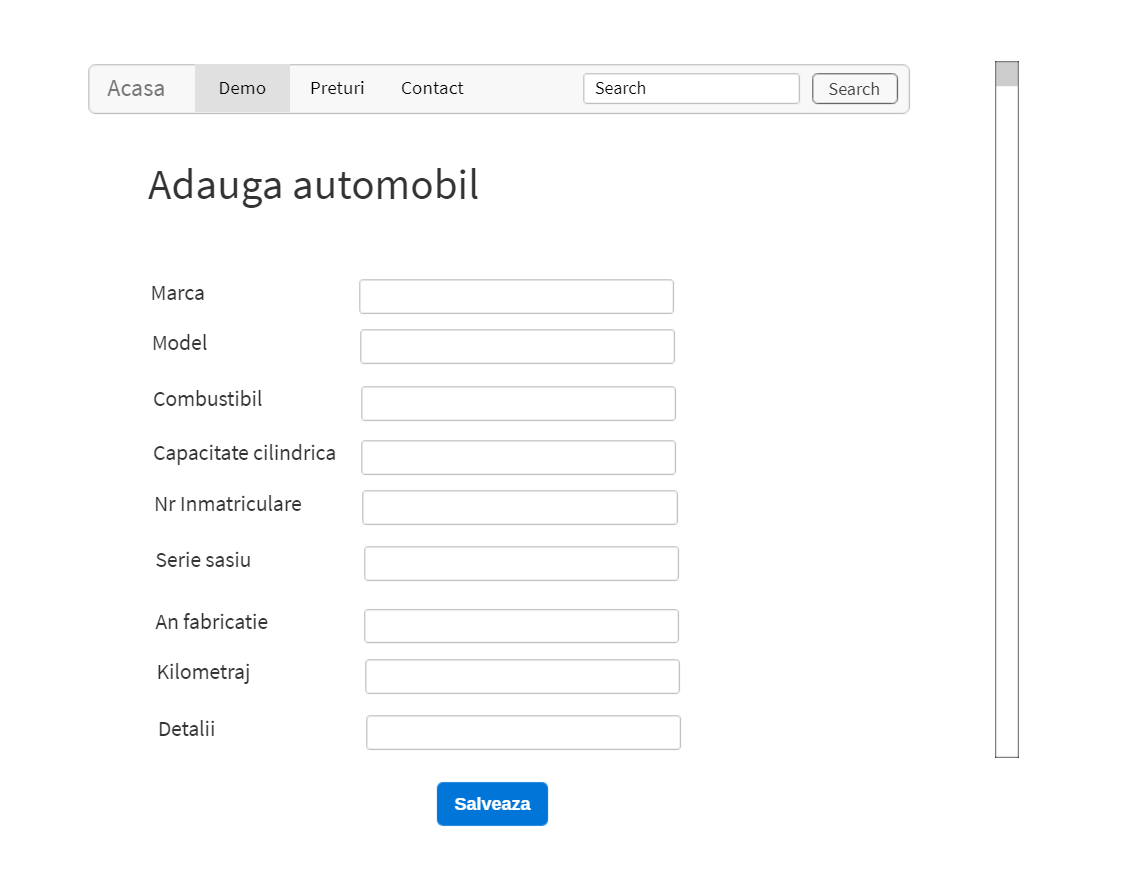 Acasa Demo Preturi Contact Search Search
Adauga automobil
Marca
Model
Combustibil
Capacitate cilindrica
Nr Inmatriculare
Serie sasiu
An fabricatie
Kilometraj
Detalii
Salveaza